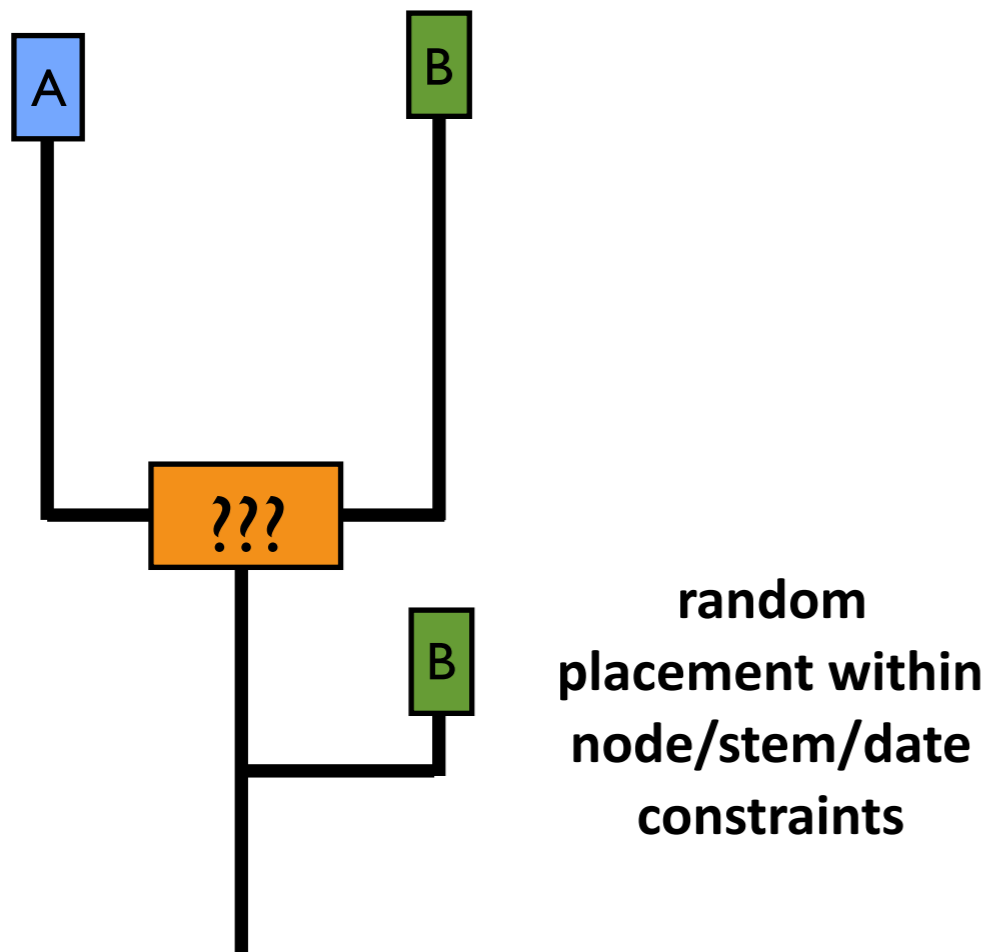 A
B
???
B
random
placement within
node/stem/date
constraints